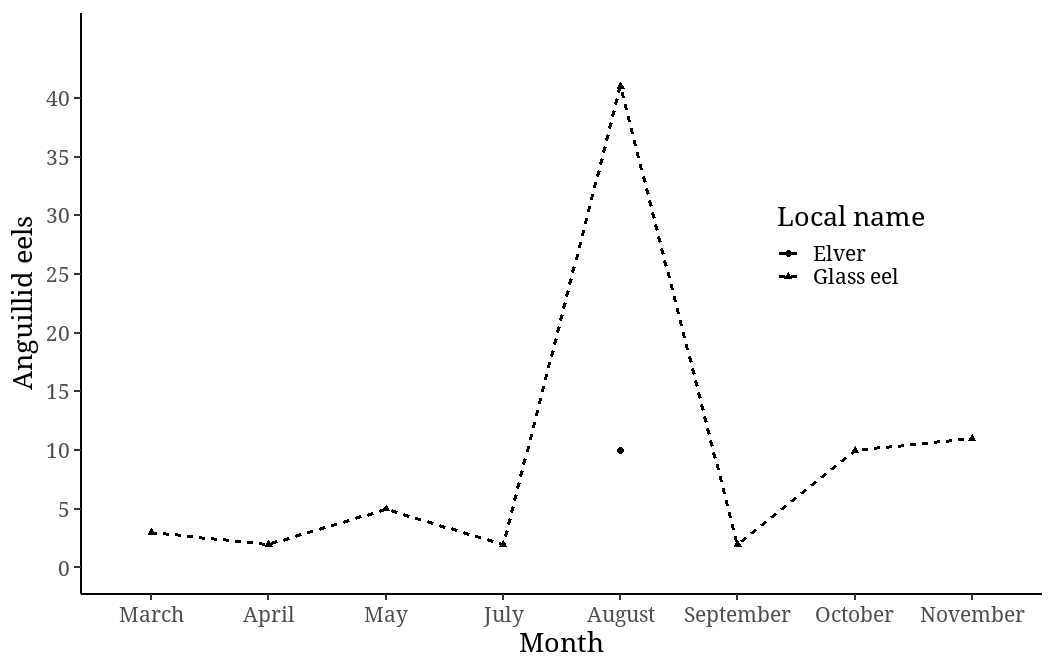 Anguillid eels
40
35
30
25
20
15
10
5
0
Local name
Elver
Glass eel
March April May July August September October November
Month